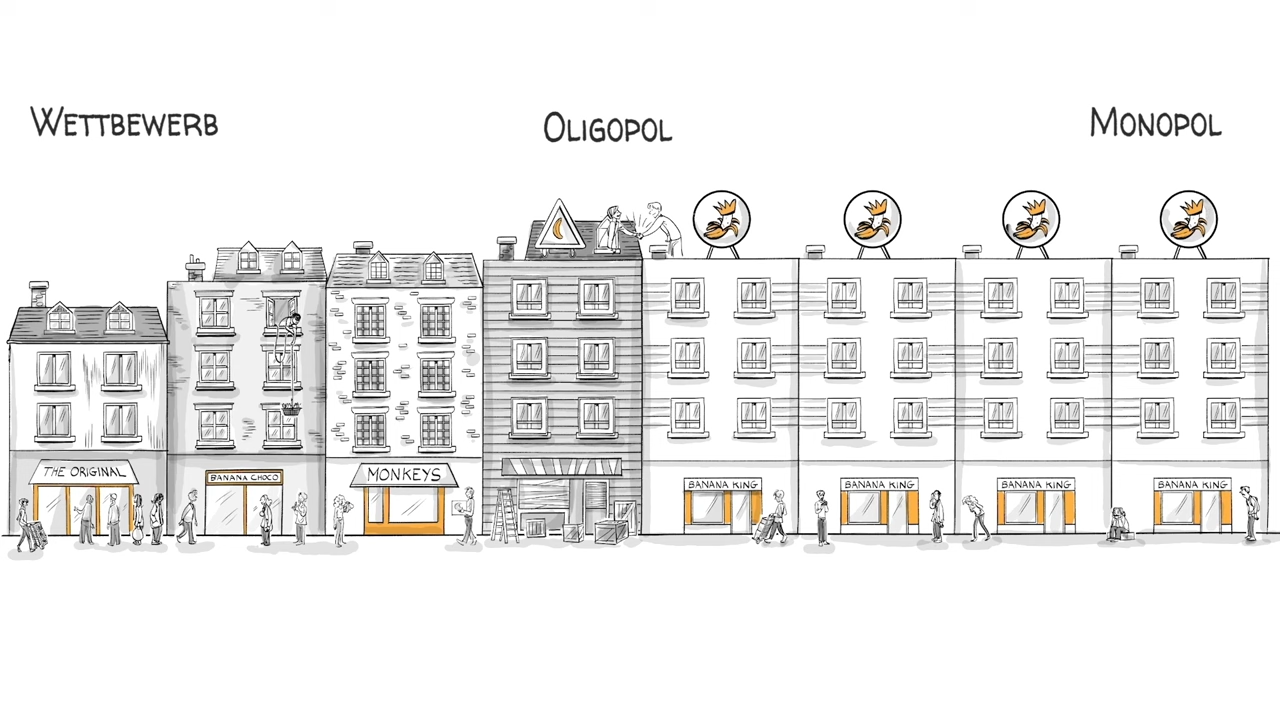 WETTBEWERB
OLIGOPOL
MONOPOL
THE ORIGINAL
BANANA CHOCO
MONKEYS
BANANA KING
BANANA KING
BANANA KING
BANANA KING